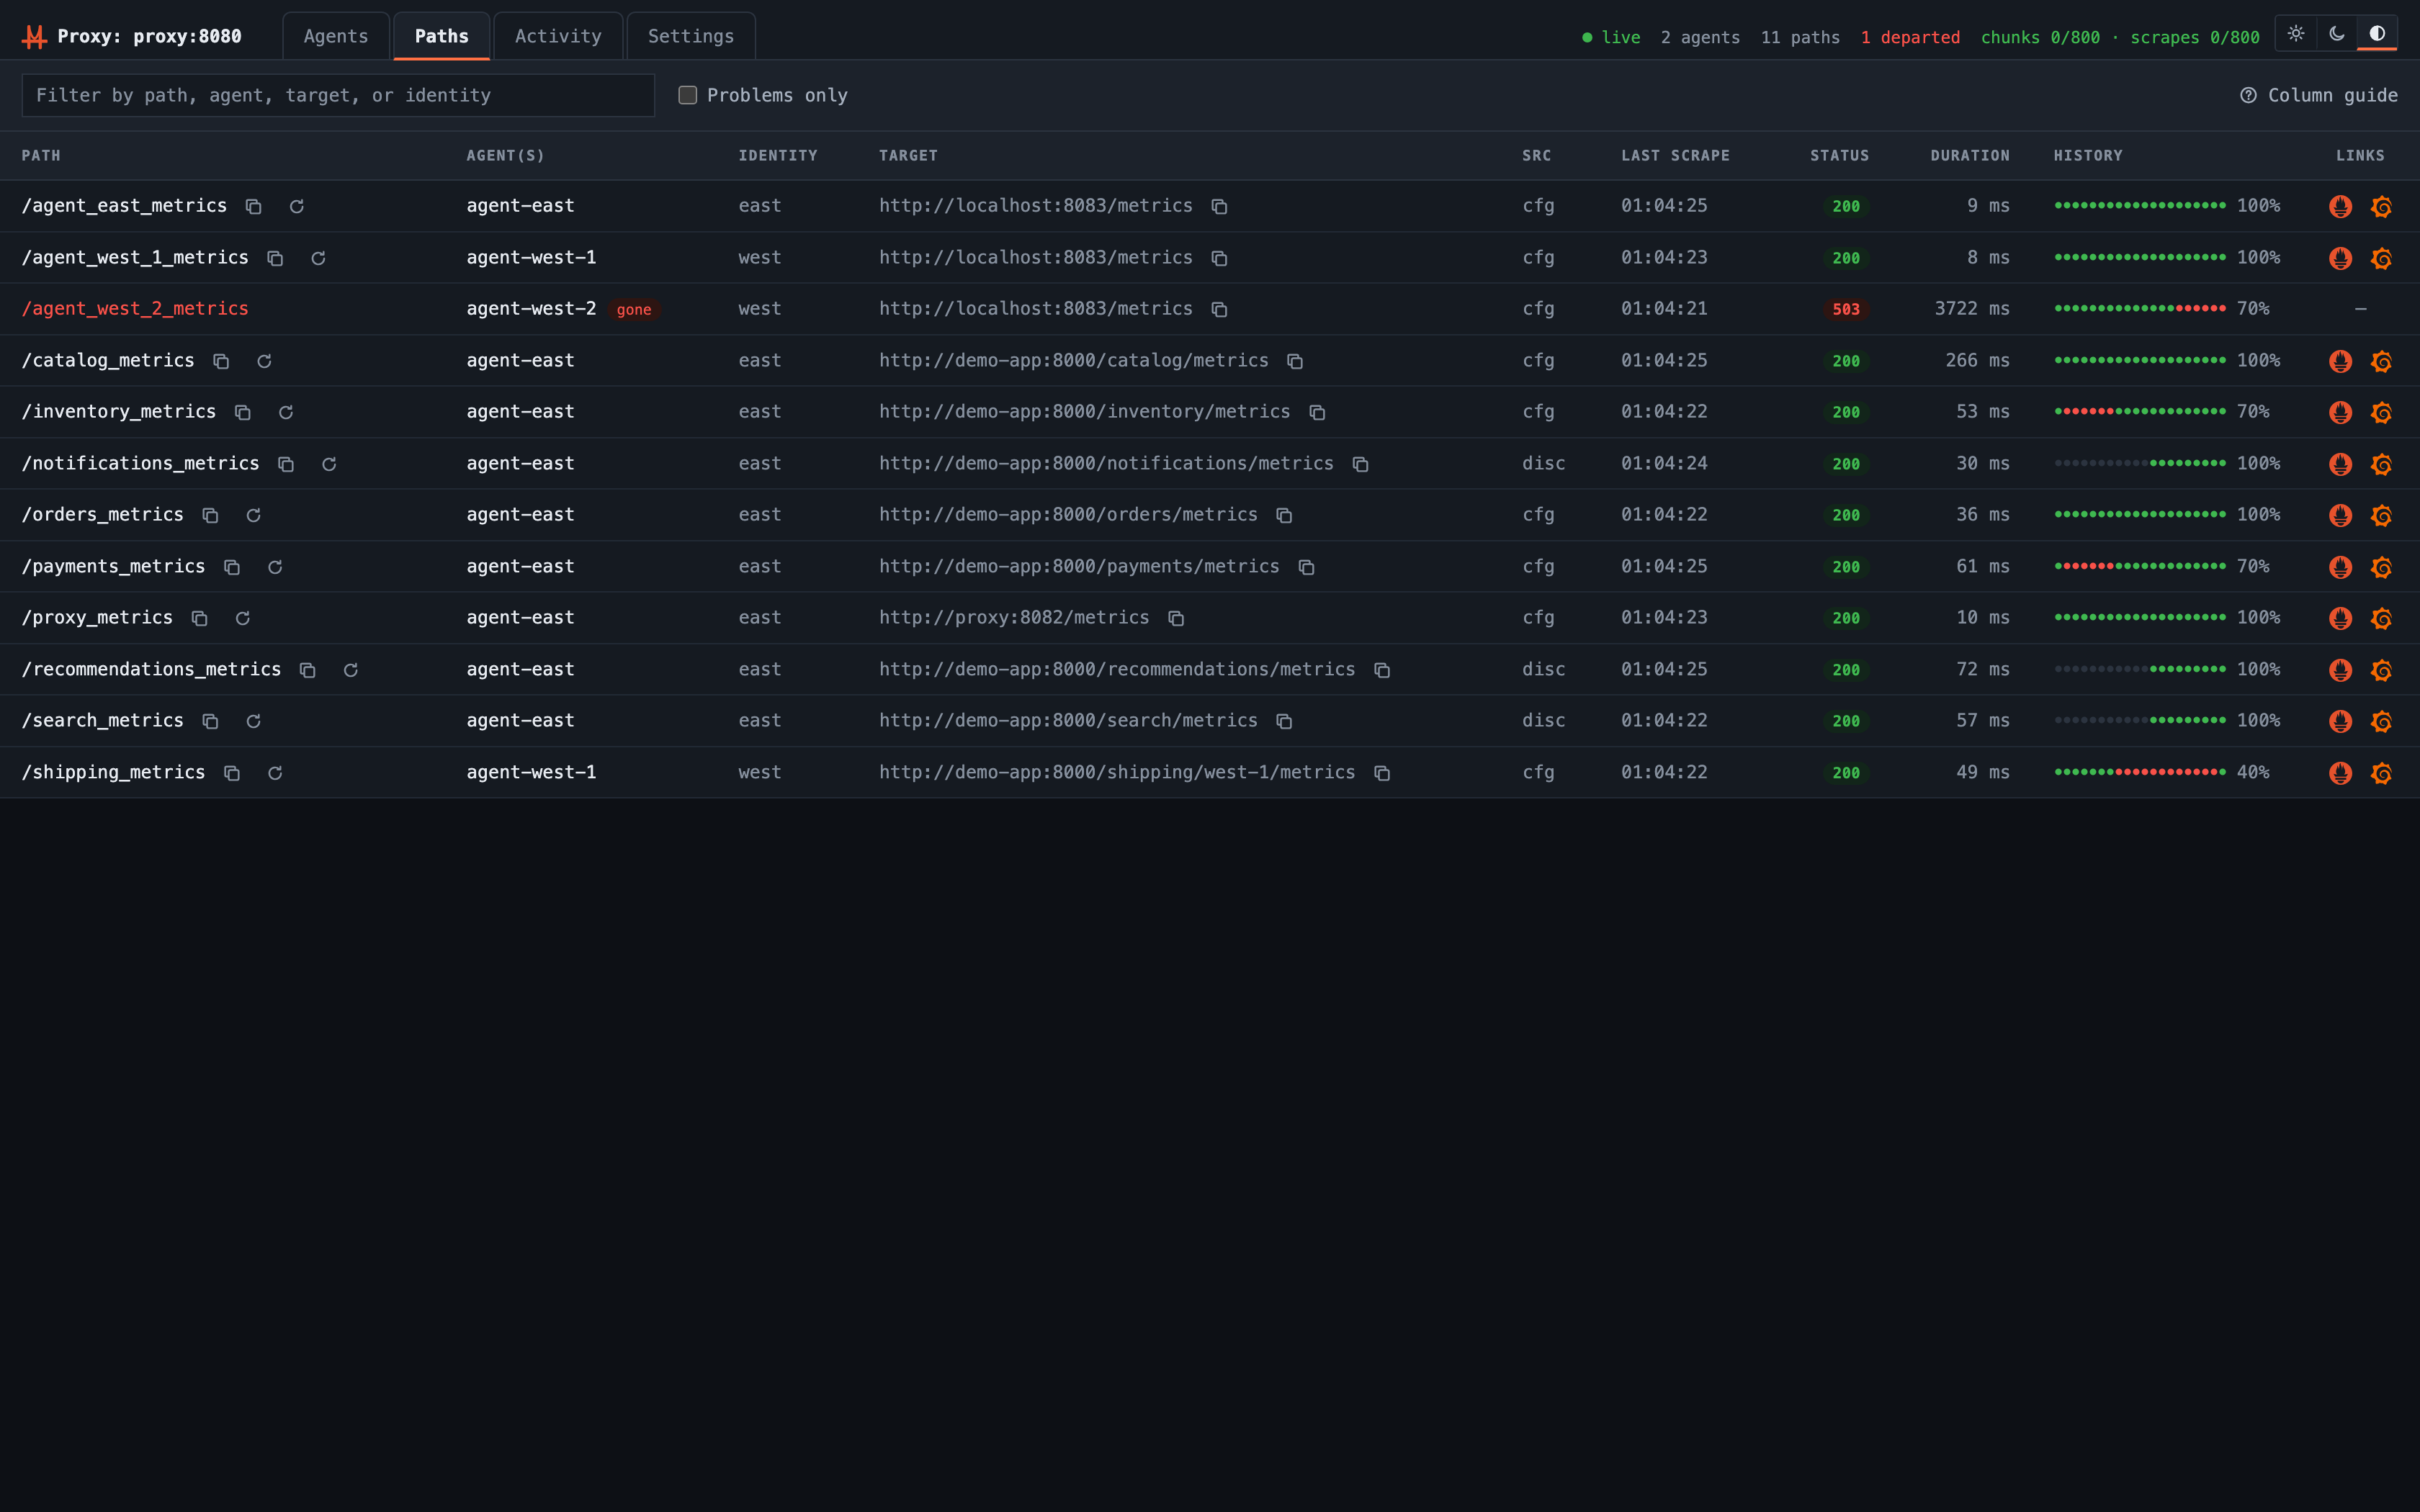 Proxy: proxy:8080 Agents Paths Activity Settings live 2 agents 11 paths 1 departed chunks 0/800 · scrapes 0/800
Filter by path, agent, target, or identity Problems only Column guide
PATH AGENT(S) IDENTITY TARGET SRC LAST SCRAPE STATUS DURATION HISTORY LINKS
/agent_east_metrics agent-east east http://localhost:8083/metrics cfg 01:04:25 200 9 ms 100%
/agent_west_1_metrics agent-west-1 west http://localhost:8083/metrics cfg 01:04:23 200 8 ms 100%
/agent_west_2_metrics agent-west-2 gone west http://localhost:8083/metrics cfg 01:04:21 503 3722 ms 70% —
/catalog_metrics agent-east east http://demo-app:8000/catalog/metrics cfg 01:04:25 200 266 ms 100%
/inventory_metrics agent-east east http://demo-app:8000/inventory/metrics cfg 01:04:22 200 53 ms 70%
/notifications_metrics agent-east east http://demo-app:8000/notifications/metrics disc 01:04:24 200 30 ms 100%
/orders_metrics agent-east east http://demo-app:8000/orders/metrics cfg 01:04:22 200 36 ms 100%
/payments_metrics agent-east east http://demo-app:8000/payments/metrics cfg 01:04:25 200 61 ms 70%
/proxy_metrics agent-east east http://proxy:8082/metrics cfg 01:04:23 200 10 ms 100%
/recommendations_metrics agent-east east http://demo-app:8000/recommendations/metrics disc 01:04:25 200 72 ms 100%
/search_metrics agent-east east http://demo-app:8000/search/metrics disc 01:04:22 200 57 ms 100%
/shipping_metrics agent-west-1 west http://demo-app:8000/shipping/west-1/metrics cfg 01:04:22 200 49 ms 40%